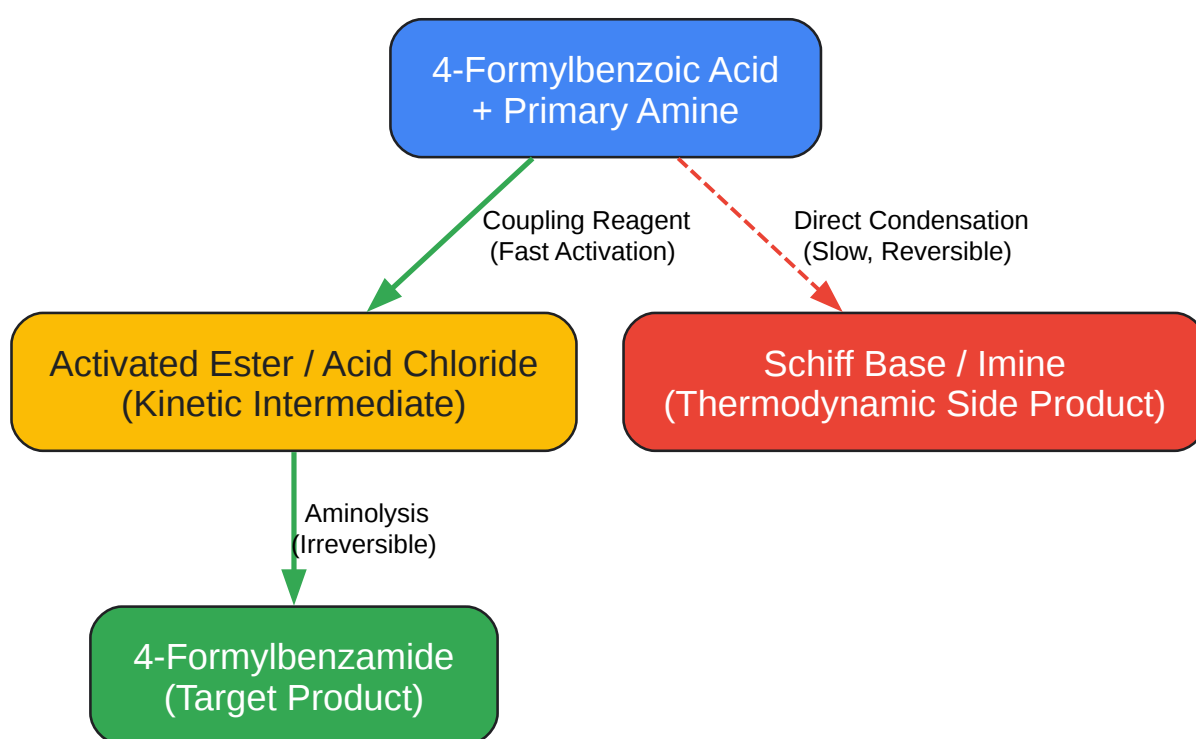 4-Formylbenzoic Acid
+ Primary Amine
Coupling Reagent
(Fast Activation)
Direct Condensation
(Slow, Reversible)
Activated Ester / Acid Chloride
(Kinetic Intermediate)
Schiff Base / Imine
(Thermodynamic Side Product)
Aminolysis
(Irreversible)
4-Formylbenzamide
(Target Product)